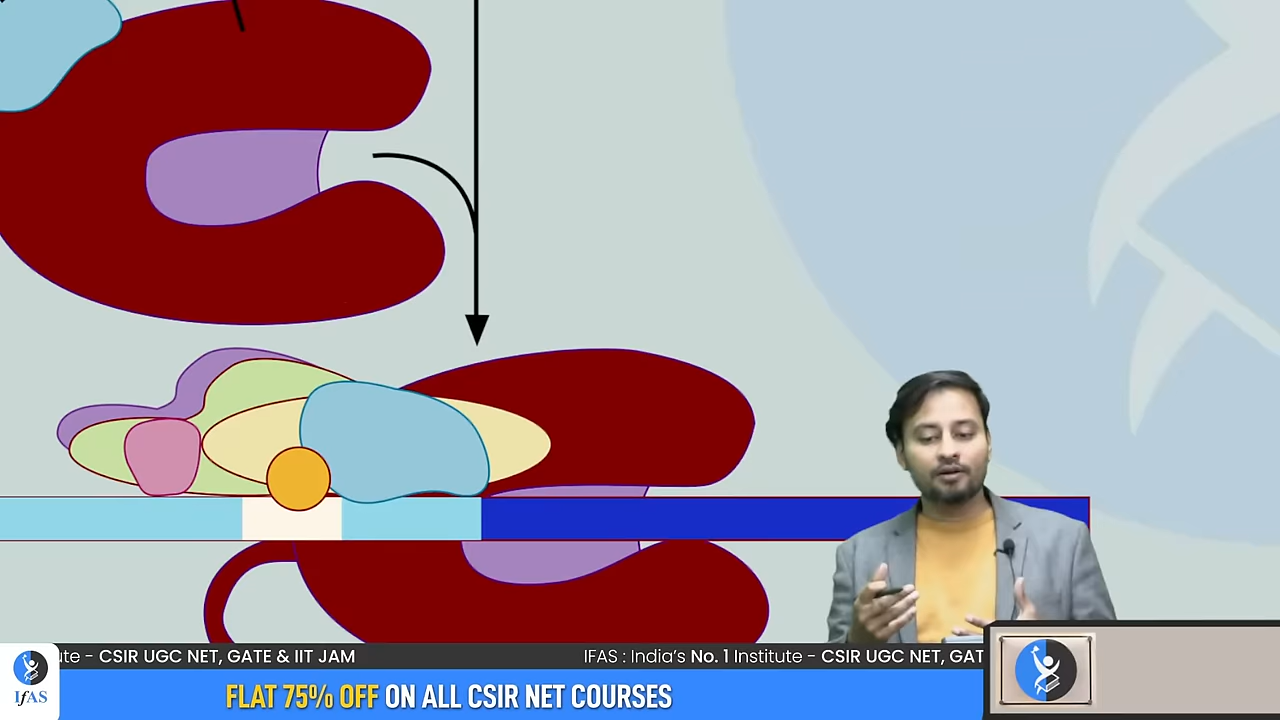 ute - CSIR UGC NET, GATE & IIT JAM
IFAS : India's No. 1 Institute - CSIR UGC NET, GAT
IfAS
FLAT 75% OFF ON ALL CSIR NET COURSES